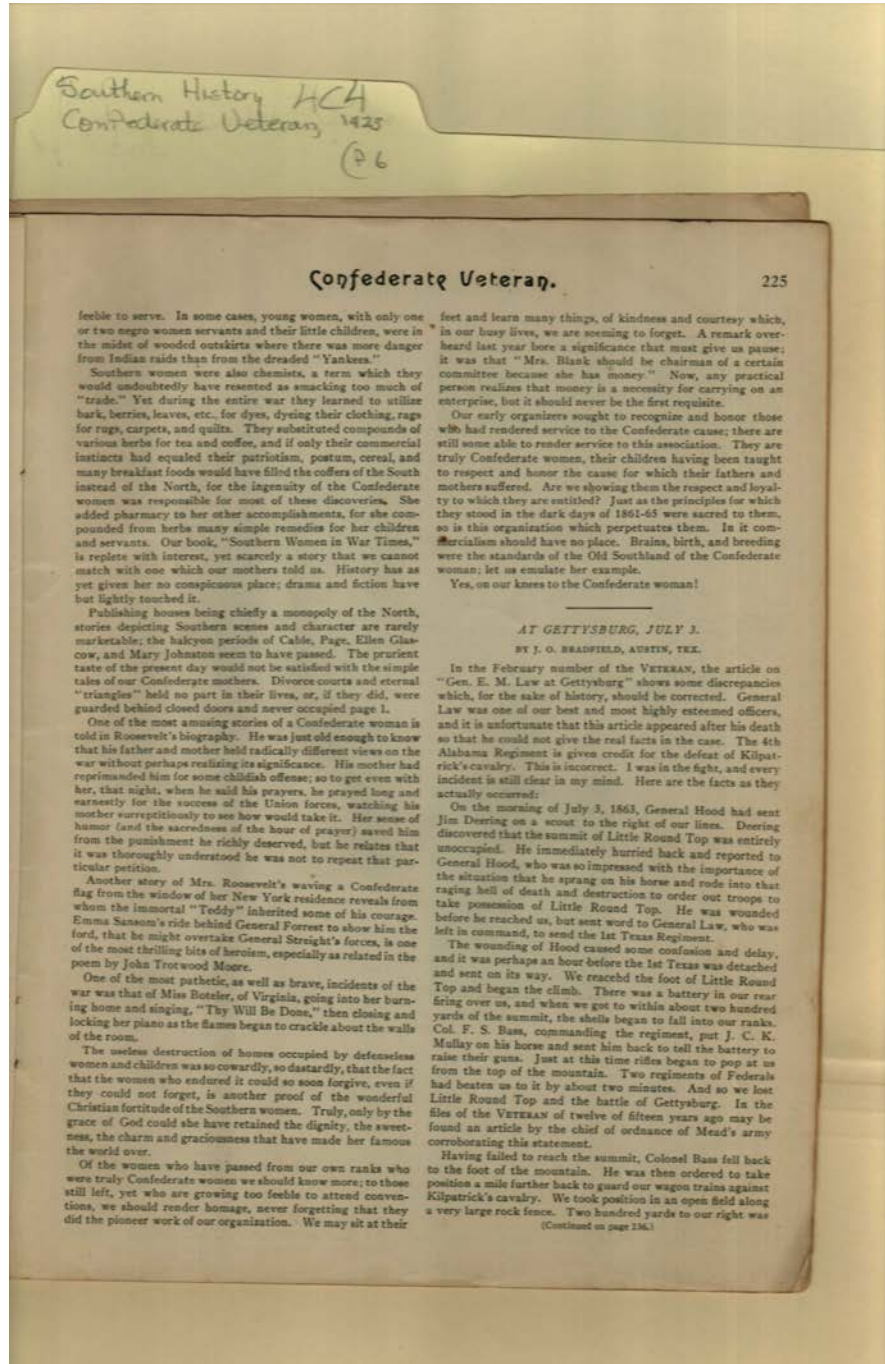 Southern History 4C4
Confederate Veteran, 1925
(P 6
Confederate Veteran.
225
feeble to serve. In some cases, young women, with only one
or two negro women servants and their little children, were in
the midst of wooded outskirts where there was more danger
from Indian raids than from the dreaded "Yankees."
Southern women were also chemists, a term which they
would undoubtedly have resented as smacking too much of
"trade." Yet during the entire war they learned to utilize
bark, berries, leaves, etc., for dyes, dyeing their clothing, rags
for rugs, carpets, and quilts. They substituted compounds of
various herbs for tea and coffee, and if only their commercial
instincts had equaled their patriotism, postum, cereal, and
many breakfast foods would have filled the coffers of the South
instead of the North, for the ingenuity of the Confederate
women was responsible for most of these discoveries. She
added pharmacy to her other accomplishments, for she com-
pounded from herbs many simple remedies for her children
and servants. Our book, "Southern Women in War Times,"
is replete with interest, yet scarcely a story that we cannot
match with one which our mothers told us. History has as
yet given her no conspicuous place; drama and fiction have
but lightly touched it.
Publishing houses being chiefly a monopoly of the North,
stories depicting Southern scenes and character are rarely
marketable; the halcyon periods of Cable, Page, Ellen Glas-
cow, and Mary Johnston seem to have passed. The prurient
taste of the present day would not be satisfied with the simple
tales of our Confederate mothers. Divorce courts and eternal
"triangles" held no part in their lives, or, if they did, were
guarded behind closed doors and never occupied page 1.
One of the most amusing stories of a Confederate woman is
told in Roosevelt's biography. He was just old enough to know
that his father and mother held radically different views on the
war without perhaps realizing its significance. His mother had
reprimanded him for some childish offense; so to get even with
her, that night, when he said his prayers, he prayed long and
earnestly for the success of the Union forces, watching his
mother surreptitiously to see how would take it. Her sense of
humor (and the sacredness of the hour of prayer) saved him
from the punishment he richly deserved, but he relates that
it was thoroughly understood he was not to repeat that par-
ticular petition.
Another story of Mrs. Roosevelt's waving a Confederate
flag from the window of her New York residence reveals from
whom the immortal "Teddy" inherited some of his courage.
Emma Sansom's ride behind General Forrest to show him the
ford, that he might overtake General Streight's forces, is one
of the most thrilling bits of heroism, especially as related in the
poem by John Trotwood Moore.
One of the most pathetic, as well as brave, incidents of the
war was that of Miss Boteler, of Virginia, going into her burn-
ing home and singing, "Thy Will Be Done," then closing and
locking her piano as the flames began to crackle about the walls
of the room.
The useless destruction of homes occupied by defenseless
women and children was so cowardly, so dastardly, that the fact
that the women who endured it could so soon forgive, even if
they could not forget, is another proof of the wonderful
Christian fortitude of the Southern women. Truly, only by the
grace of God could she have retained the dignity, the sweet-
ness, the charm and graciousness that have made her famous
the world over.
Of the women who have passed from our own ranks who
were truly Confederate women we should know more; to those
still left, yet who are growing too feeble to attend conven-
tions, we should render homage, never forgetting that they
did the pioneer work of our organization. We may sit at their
feet and learn many things, of kindness and courtesy which,
in our busy lives, we are seeming to forget. A remark over-
heard last year bore a significance that must give us pause;
it was that "Mrs. Blank should be chairman of a certain
committee because she has money." Now, any practical
person realizes that money is a necessity for carrying on an
enterprise, but it should never be the first requisite.
Our early organizers sought to recognize and honor those
who had rendered service to the Confederate cause; there are
still some able to render service to this association. They are
truly Confederate women, their children having been taught
to respect and honor the cause for which their fathers and
mothers suffered. Are we showing them the respect and loyal-
ty to which they are entitled? Just as the principles for which
they stood in the dark days of 1861-65 were sacred to them,
so is this organization which perpetuates them. In it com-
mercialism should have no place. Brains, birth, and breeding
were the standards of the Old Southland of the Confederate
woman; let us emulate her example.
Yes, on our knees to the Confederate woman!
AT GETTYSBURG, JULY 3.
BY J. O. BRADFIELD, AUSTIN, TEX.
In the February number of the VETERAN, the article on
"Gen. E. M. Law at Gettysburg" shows some discrepancies
which, for the sake of history, should be corrected. General
Law was one of our best and most highly esteemed officers,
and it is unfortunate that this article appeared after his death
so that he could not give the real facts in the case. The 4th
Alabama Regiment is given credit for the defeat of Kilpat-
rick's cavalry. This is incorrect. I was in the fight, and every
incident is still clear in my mind. Here are the facts as they
actually occurred:
On the morning of July 3, 1863, General Hood had sent
Jim Deering on a scout to the right of our lines. Deering
discovered that the summit of Little Round Top was entirely
unoccupied. He immediately hurried back and reported to
General Hood, who was so impressed with the importance of
the situation that he sprang on his horse and rode into that
raging hell of death and destruction to order out troops to
take possession of Little Round Top. He was wounded
before he reached us, but sent word to General Law, who was
left in command, to send the 1st Texas Regiment.
The wounding of Hood caused some confusion and delay,
and it was perhaps an hour before the 1st Texas was detached
and sent on its way. We reacehd the foot of Little Round
Top and began the climb. There was a battery in our rear
firing over us, and when we got to within about two hundred
yards of the summit, the shells began to fall into our ranks.
Col. F. S. Bass, commanding the regiment, put J. C. K.
Mullay on his horse and sent him back to tell the battery to
raise their guns. Just at this time rifles began to pop at us
from the top of the mountain. Two regiments of Federals
had beaten us to it by about two minutes. And so we lost
Little Round Top and the battle of Gettysburg. In the
files of the VETERAN of twelve of fifteen years ago may be
found an article by the chief of ordnance of Mead's army
corroborating this statement.
Having failed to reach the summit, Colonel Bass fell back
to the foot of the mountain. He was then ordered to take
position a mile further back to guard our wagon trains against
Kilpatrick's cavalry. We took position in an open field along
a very large rock fence. Two hundred yards to our right was
(Continued on page 236.)